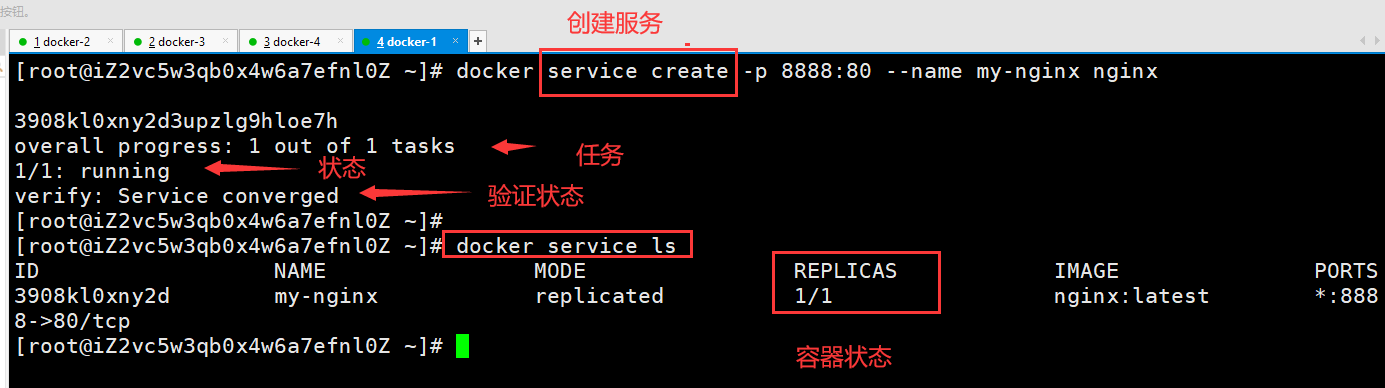 按钮。
创建服务
1 docker-2 × 2 docker-3 × 3 docker-4 × 4 docker-1 × +
[root@iZ2vc5w3qb0x4w6a7efnl0Z ~]# docker service create -p 8888:80 --name my-nginx nginx
3908kl0xny2d3upzlg9hloe7h
overall progress: 1 out of 1 tasks 任务
1/1: running 状态
verify: Service converged 验证状态
[root@iZ2vc5w3qb0x4w6a7efnl0Z ~]#
[root@iZ2vc5w3qb0x4w6a7efnl0Z ~]# docker service ls
ID NAME MODE REPLICAS IMAGE PORTS
3908kl0xny2d my-nginx replicated 1/1 nginx:latest *:888
8->80/tcp
[root@iZ2vc5w3qb0x4w6a7efnl0Z ~]#
容器状态